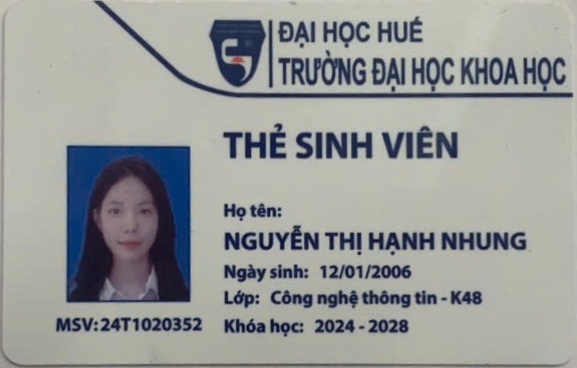 ĐẠI HỌC HUẾ
TRƯỜNG ĐẠI HỌC KHOA HỌC
THẺ SINH VIÊN
Họ tên:
NGUYỄN THỊ HẠNH NHUNG
Ngày sinh: 12/01/2006
Lớp: Công nghệ thông tin - K48
MSV:24T1020352
Khóa học: 2024 - 2028